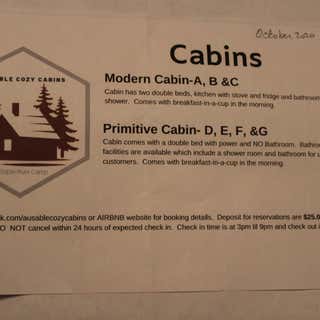 October 2020
Cabins
BLE COZY CABINS
Modern Cabin-A, B &C
Cabin has two double beds, kitchen with stove and fridge and bathroom
shower. Comes with breakfast-in-a-cup in the morning.
Primitive Cabin- D, E, F, &G
Cabin comes with a double bed with power and NO Bathroom. Bathroom
facilities are available which include a shower room and bathroom for
customers. Comes with breakfast-in-a-cup in the morning.
k.com/ausablecozycabins or AIRBNB website for booking details. Deposit for reservations are $25.0
NOT cancel within 24 hours of expected check in. Check in time is at 3pm till 9pm and check out